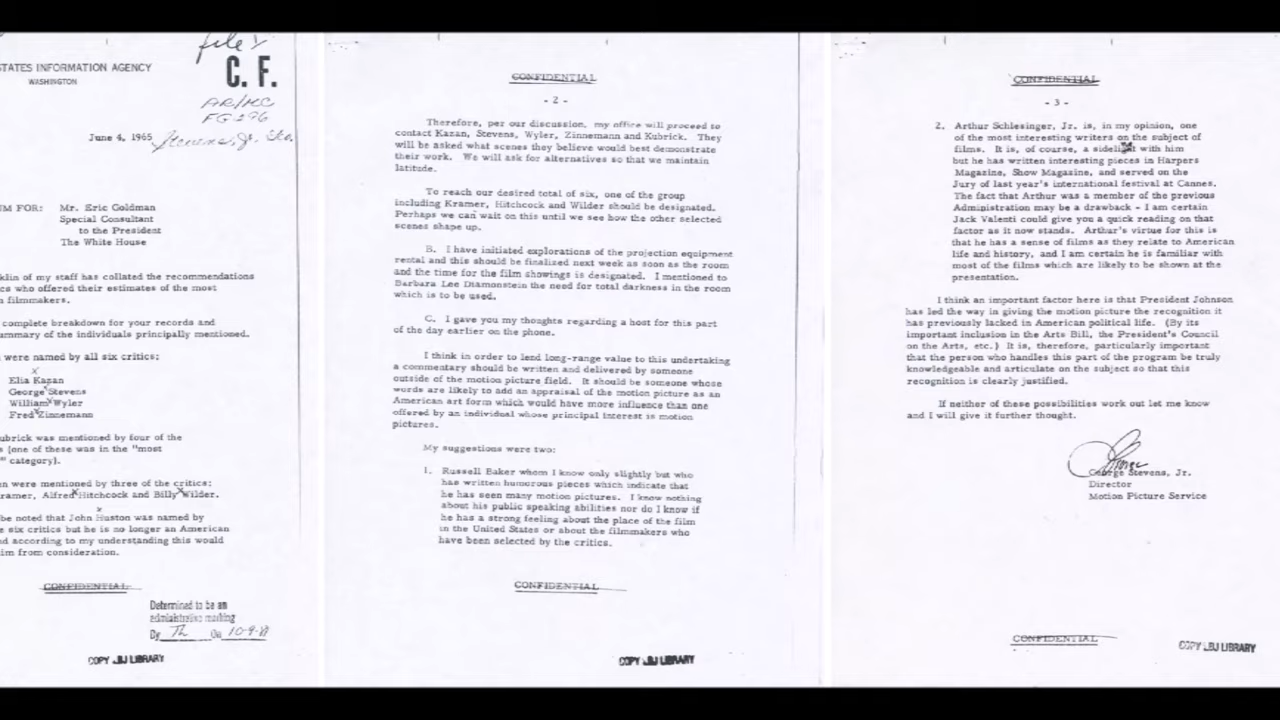 file
C. F.
STATES INFORMATION AGENCY
WASHINGTON
AR/MC
FG 296
June 4, 1965
UM FOR: Mr. Eric Goldman
Special Consultant
to the President
The White House
klin of my staff has collated the recommendations
cs who offered their estimates of the most
n filmmakers.
complete breakdown for your records and
ummary of the individuals principally mentioned.
were named by all six critics:
Elia Kazan
George Stevens
William Wyler
Fred Zinnemann
ubrick was mentioned by four of the
s (one of these was in the "most
" category).
en were mentioned by three of the critics:
ramer, Alfred Hitchcock and Billy Wilder.
be noted that John Huston was named by
e six critics but he is no longer an American
nd according to my understanding this would
im from consideration.
CONFIDENTIAL
Determined to be an
administrative marking
By On 10-9-
COPY LBJ LIBRARY
CONFIDENTIAL
- 2 -
Therefore, per our discussion, my office will proceed to
contact Kazan, Stevens, Wyler, Zinnemann and Kubrick. They
will be asked what scenes they believe would best demonstrate
their work. We will ask for alternatives so that we maintain
latitude.
To reach our desired total of six, one of the group
including Kramer, Hitchcock and Wilder should be designated.
Perhaps we can wait on this until we see how the other selected
scenes shape up.
B. I have initiated explorations of the projection equipment
rental and this should be finalized next week as soon as the room
and the time for the film showings is designated. I mentioned to
Barbara Lee Diamonstein the need for total darkness in the room
which is to be used.
C. I gave you my thoughts regarding a host for this part
of the day earlier on the phone.
I think in order to lend long-range value to this undertaking
a commentary should be written and delivered by someone
outside of the motion picture field. It should be someone whose
words are likely to add an appraisal of the motion picture as an
American art form which would have more influence than one
offered by an individual whose principal interest is motion
pictures.
My suggestions were two:
1. Russell Baker whom I know only slightly but who
has written humorous pieces which indicate that
he has seen many motion pictures. I know nothing
about his public speaking abilities nor do I know if
he has a strong feeling about the place of the film
in the United States or about the filmmakers who
have been selected by the critics.
CONFIDENTIAL
COPY LBJ LIBRARY
CONFIDENTIAL
- 3 -
2. Arthur Schlesinger, Jr. is, in my opinion, one
of the most interesting writers on the subject of
films. It is, of course, a sidelight with him
but he has written interesting pieces in Harpers
Magazine, Show Magazine, and served on the
Jury of last year's international festival at Cannes.
The fact that Arthur was a member of the previous
Administration may be a drawback - I am certain
Jack Valenti could give you a quick reading on that
factor as it now stands. Arthur's virtue for this is
that he has a sense of films as they relate to American
life and history, and I am certain he is familiar with
most of the films which are likely to be shown at the
presentation.
I think an important factor here is that President Johnson
has led the way in giving the motion picture the recognition it
has previously lacked in American political life. (By its
important inclusion in the Arts Bill, the President's Council
on the Arts, etc.) It is, therefore, particularly important
that the person who handles this part of the program be truly
knowledgeable and articulate on the subject so that this
recognition is clearly justified.
If neither of these possibilities work out let me know
and I will give it further thought.
George Stevens, Jr.
Director
Motion Picture Service
CONFIDENTIAL
COPY LBJ LIBRARY